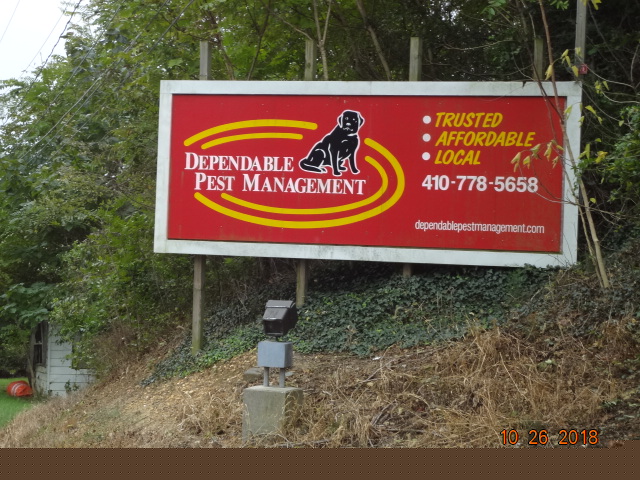 DEPENDABLE
PEST MANAGEMENT
TRUSTED
AFFORDABLE
LOCAL
410-778-5658
dependablepestmanagement.com
10 26 2018